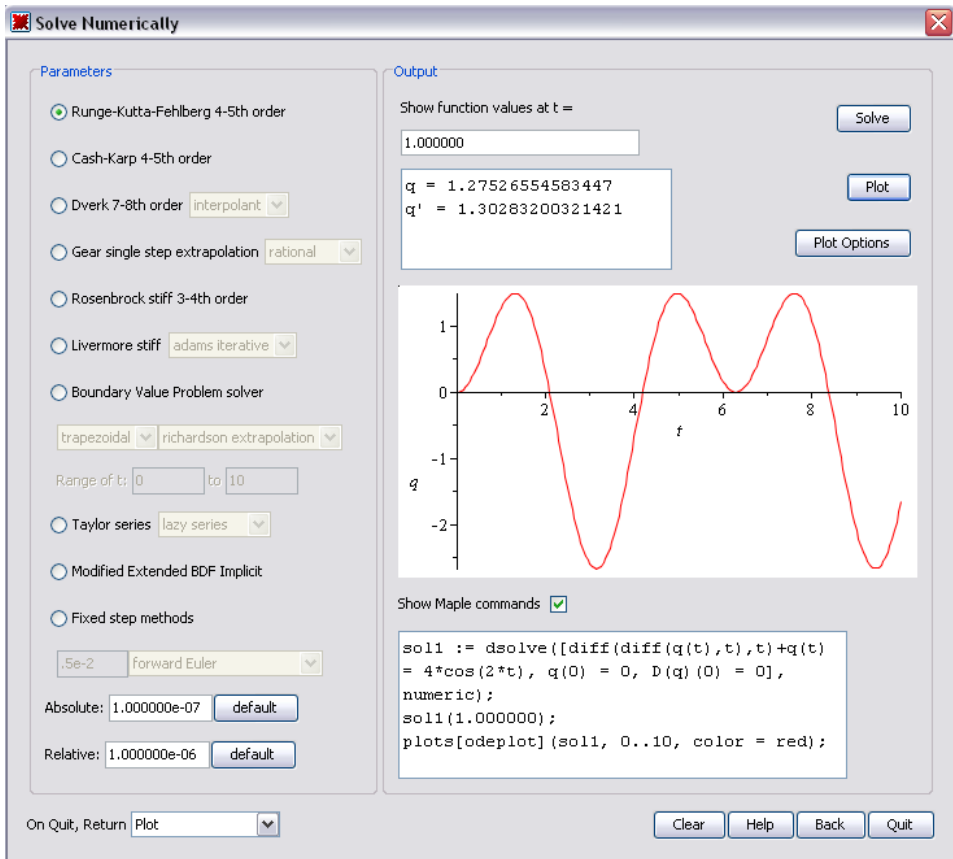 Solve Numerically
Parameters
Runge-Kutta-Fehlberg 4-5th order
Cash-Karp 4-5th order
Dverk 7-8th order interpolant
Gear single step extrapolation rational
Rosenbrock stiff 3-4th order
Livermore stiff adams iterative
Boundary Value Problem solver
trapezoidal richardson extrapolation
Range of t: 0 to 10
Taylor series lazy series
Modified Extended BDF Implicit
Fixed step methods
.5e-2 forward Euler
Absolute: 1.000000e-07 default
Relative: 1.000000e-06 default
Output
Show function values at t =
1.000000
Solve
q = 1.27526554583447
q' = 1.30283200321421
Plot
Plot Options
1
0
-1
-2
q
2 4 6 8 10
t
Show Maple commands
sol1 := dsolve([diff(diff(q(t),t),t)+q(t)
= 4*cos(2*t), q(0) = 0, D(q)(0) = 0],
numeric);
sol1(1.000000);
plots[odeplot](sol1, 0..10, color = red);
On Quit, Return Plot
Clear Help Back Quit